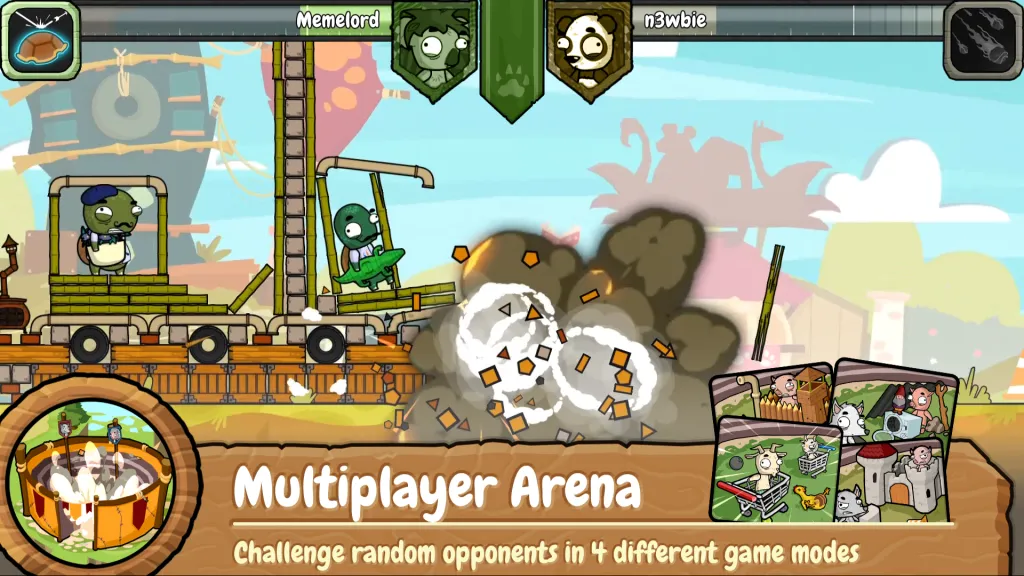 Memelord
n3wbie
Multiplayer Arena
Challenge random opponents in 4 different game modes